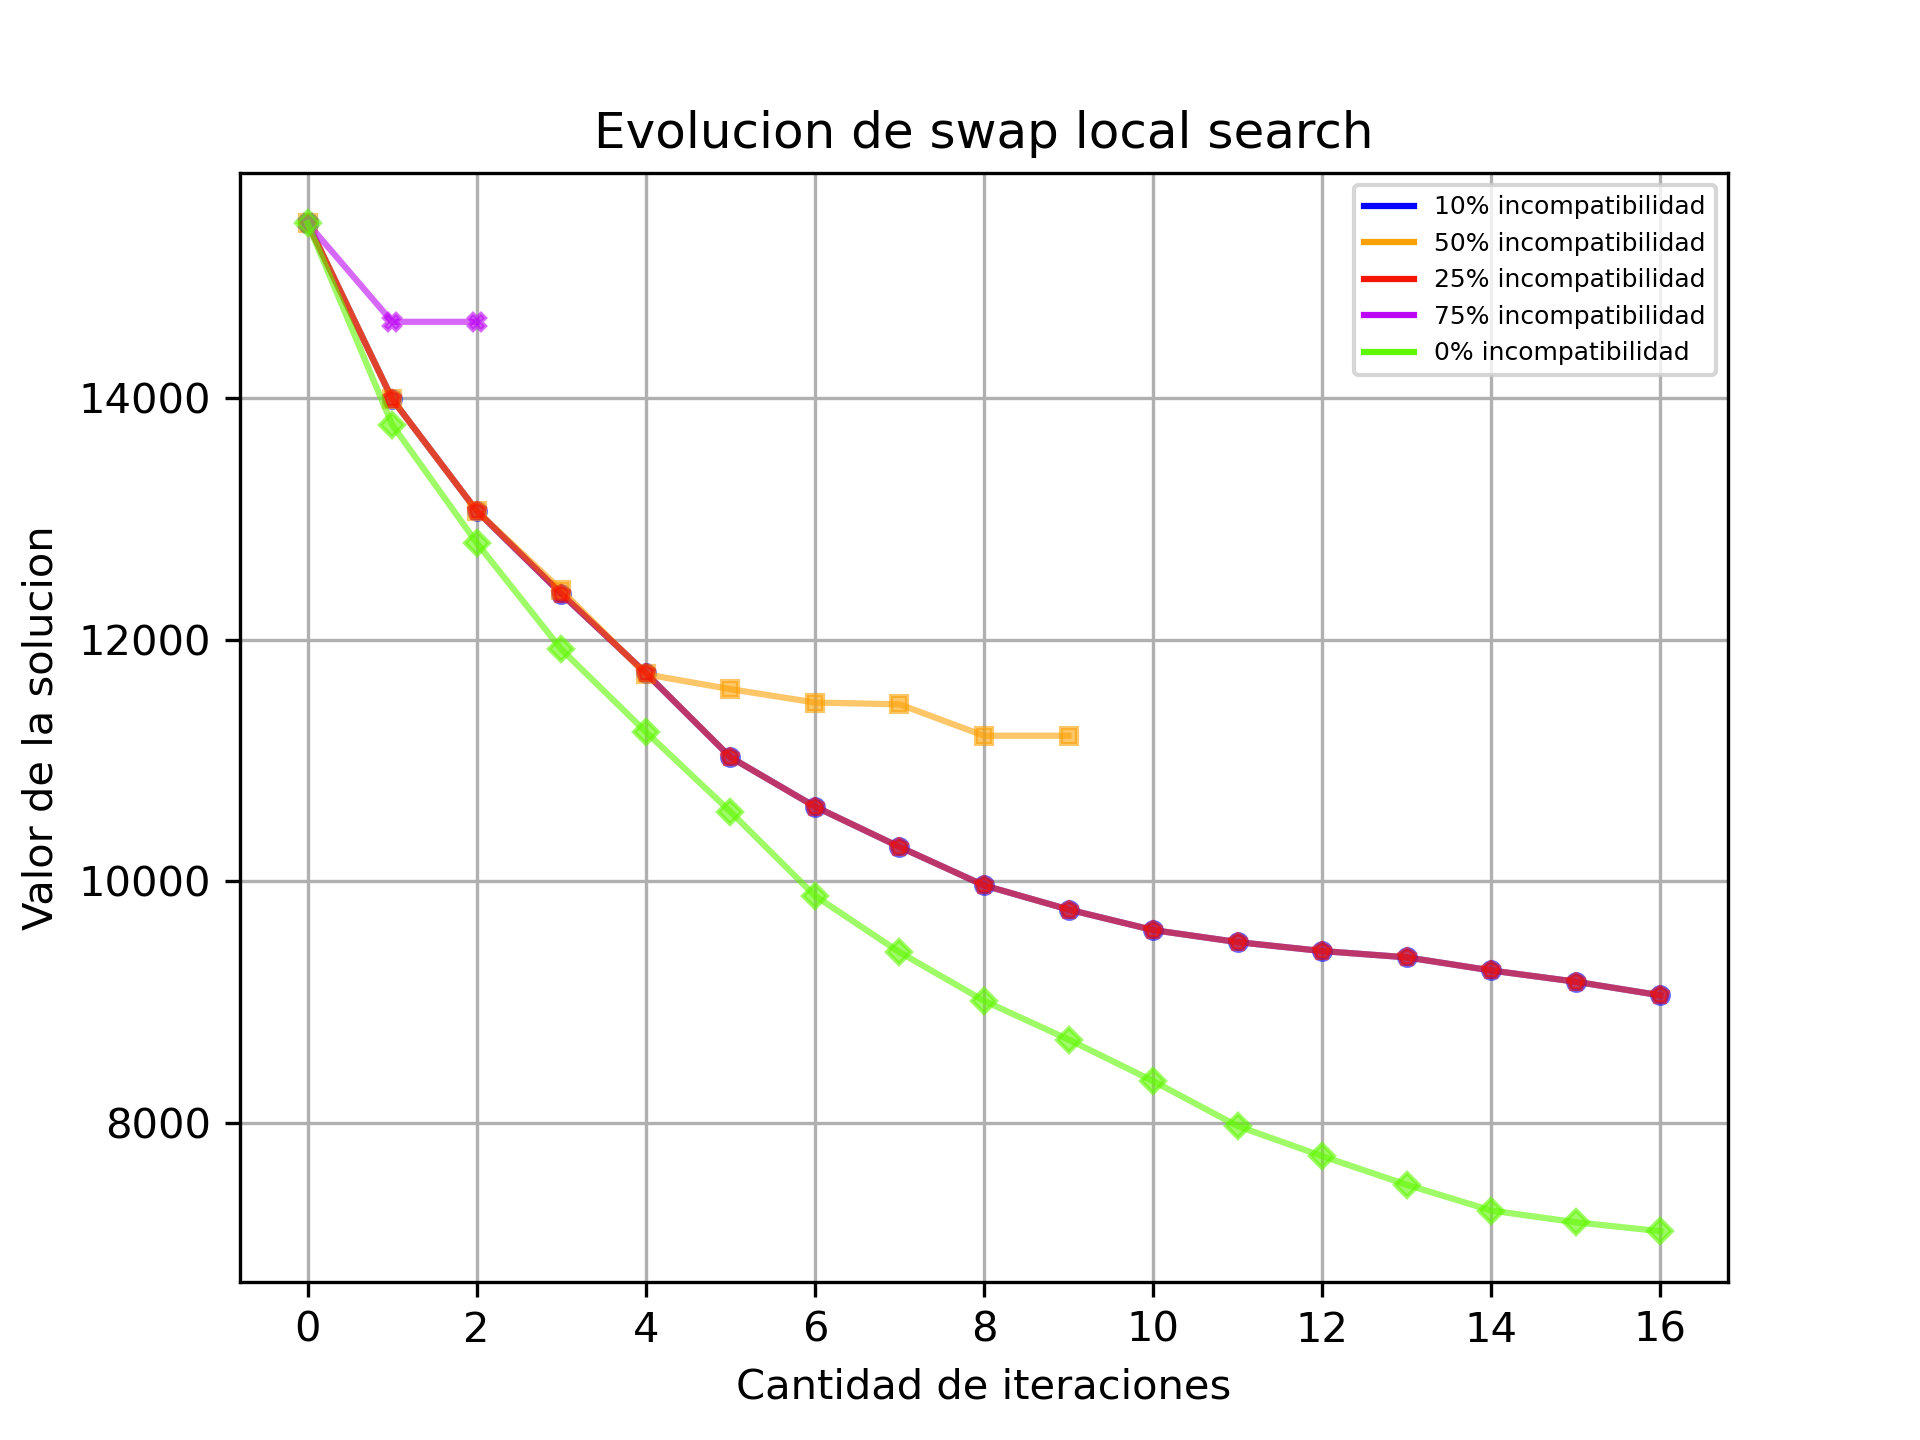 Evolucion de swap local search
10% incompatibilidad
50% incompatibilidad
25% incompatibilidad
75% incompatibilidad
0% incompatibilidad
Valor de la solucion
14000
12000
10000
8000
0 2 4 6 8 10 12 14 16
Cantidad de iteraciones